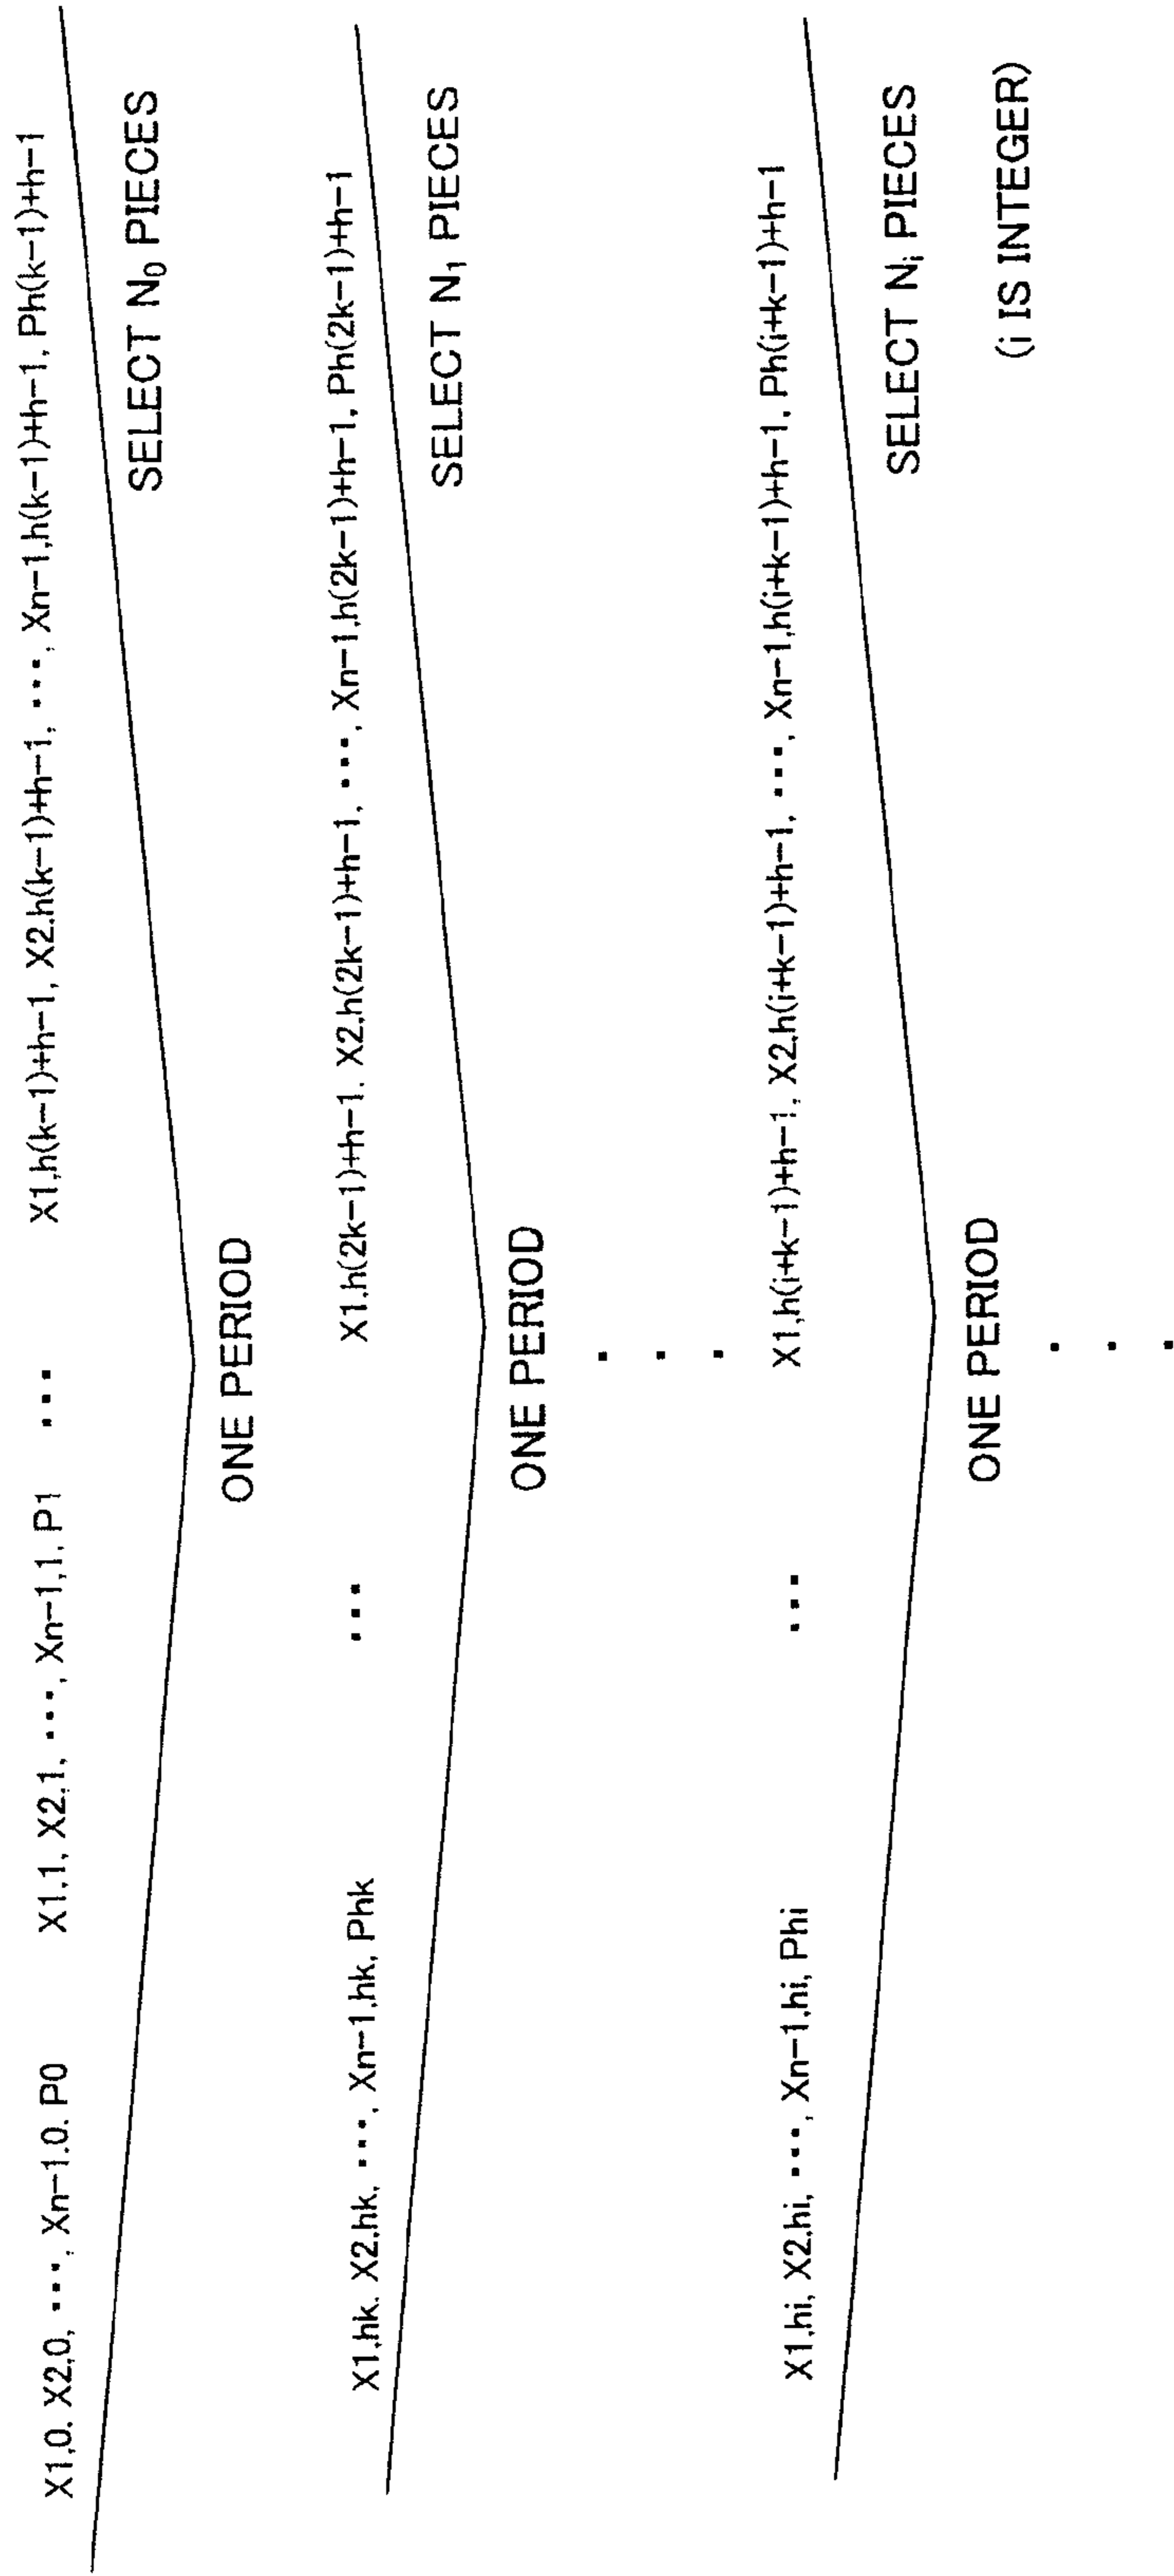 X1,0, X2,0, ･･･, Xn-1,0, P0 X1,1, X2,1, ･･･, Xn-1,1, P1 ･･･ X1,h(k-1)+h-1, X2,h(k-1)+h-1, ･･･, Xn-1,h(k-1)+h-1, Ph(k-1)+h-1
ONE PERIOD
SELECT N0 PIECES
X1,hk, X2,hk, ･･･, Xn-1,hk, Phk ･･･ X1,h(2k-1)+h-1, X2,h(2k-1)+h-1, ･･･, Xn-1,h(2k-1)+h-1, Ph(2k-1)+h-1
ONE PERIOD
SELECT N1 PIECES
X1,hi, X2,hi, ･･･, Xn-1,hi, Phi ･･･ X1,h(i+k-1)+h-1, X2,h(i+k-1)+h-1, ･･･, Xn-1,h(i+k-1)+h-1, Ph(i+k-1)+h-1
ONE PERIOD
SELECT Ni PIECES
(i IS INTEGER)